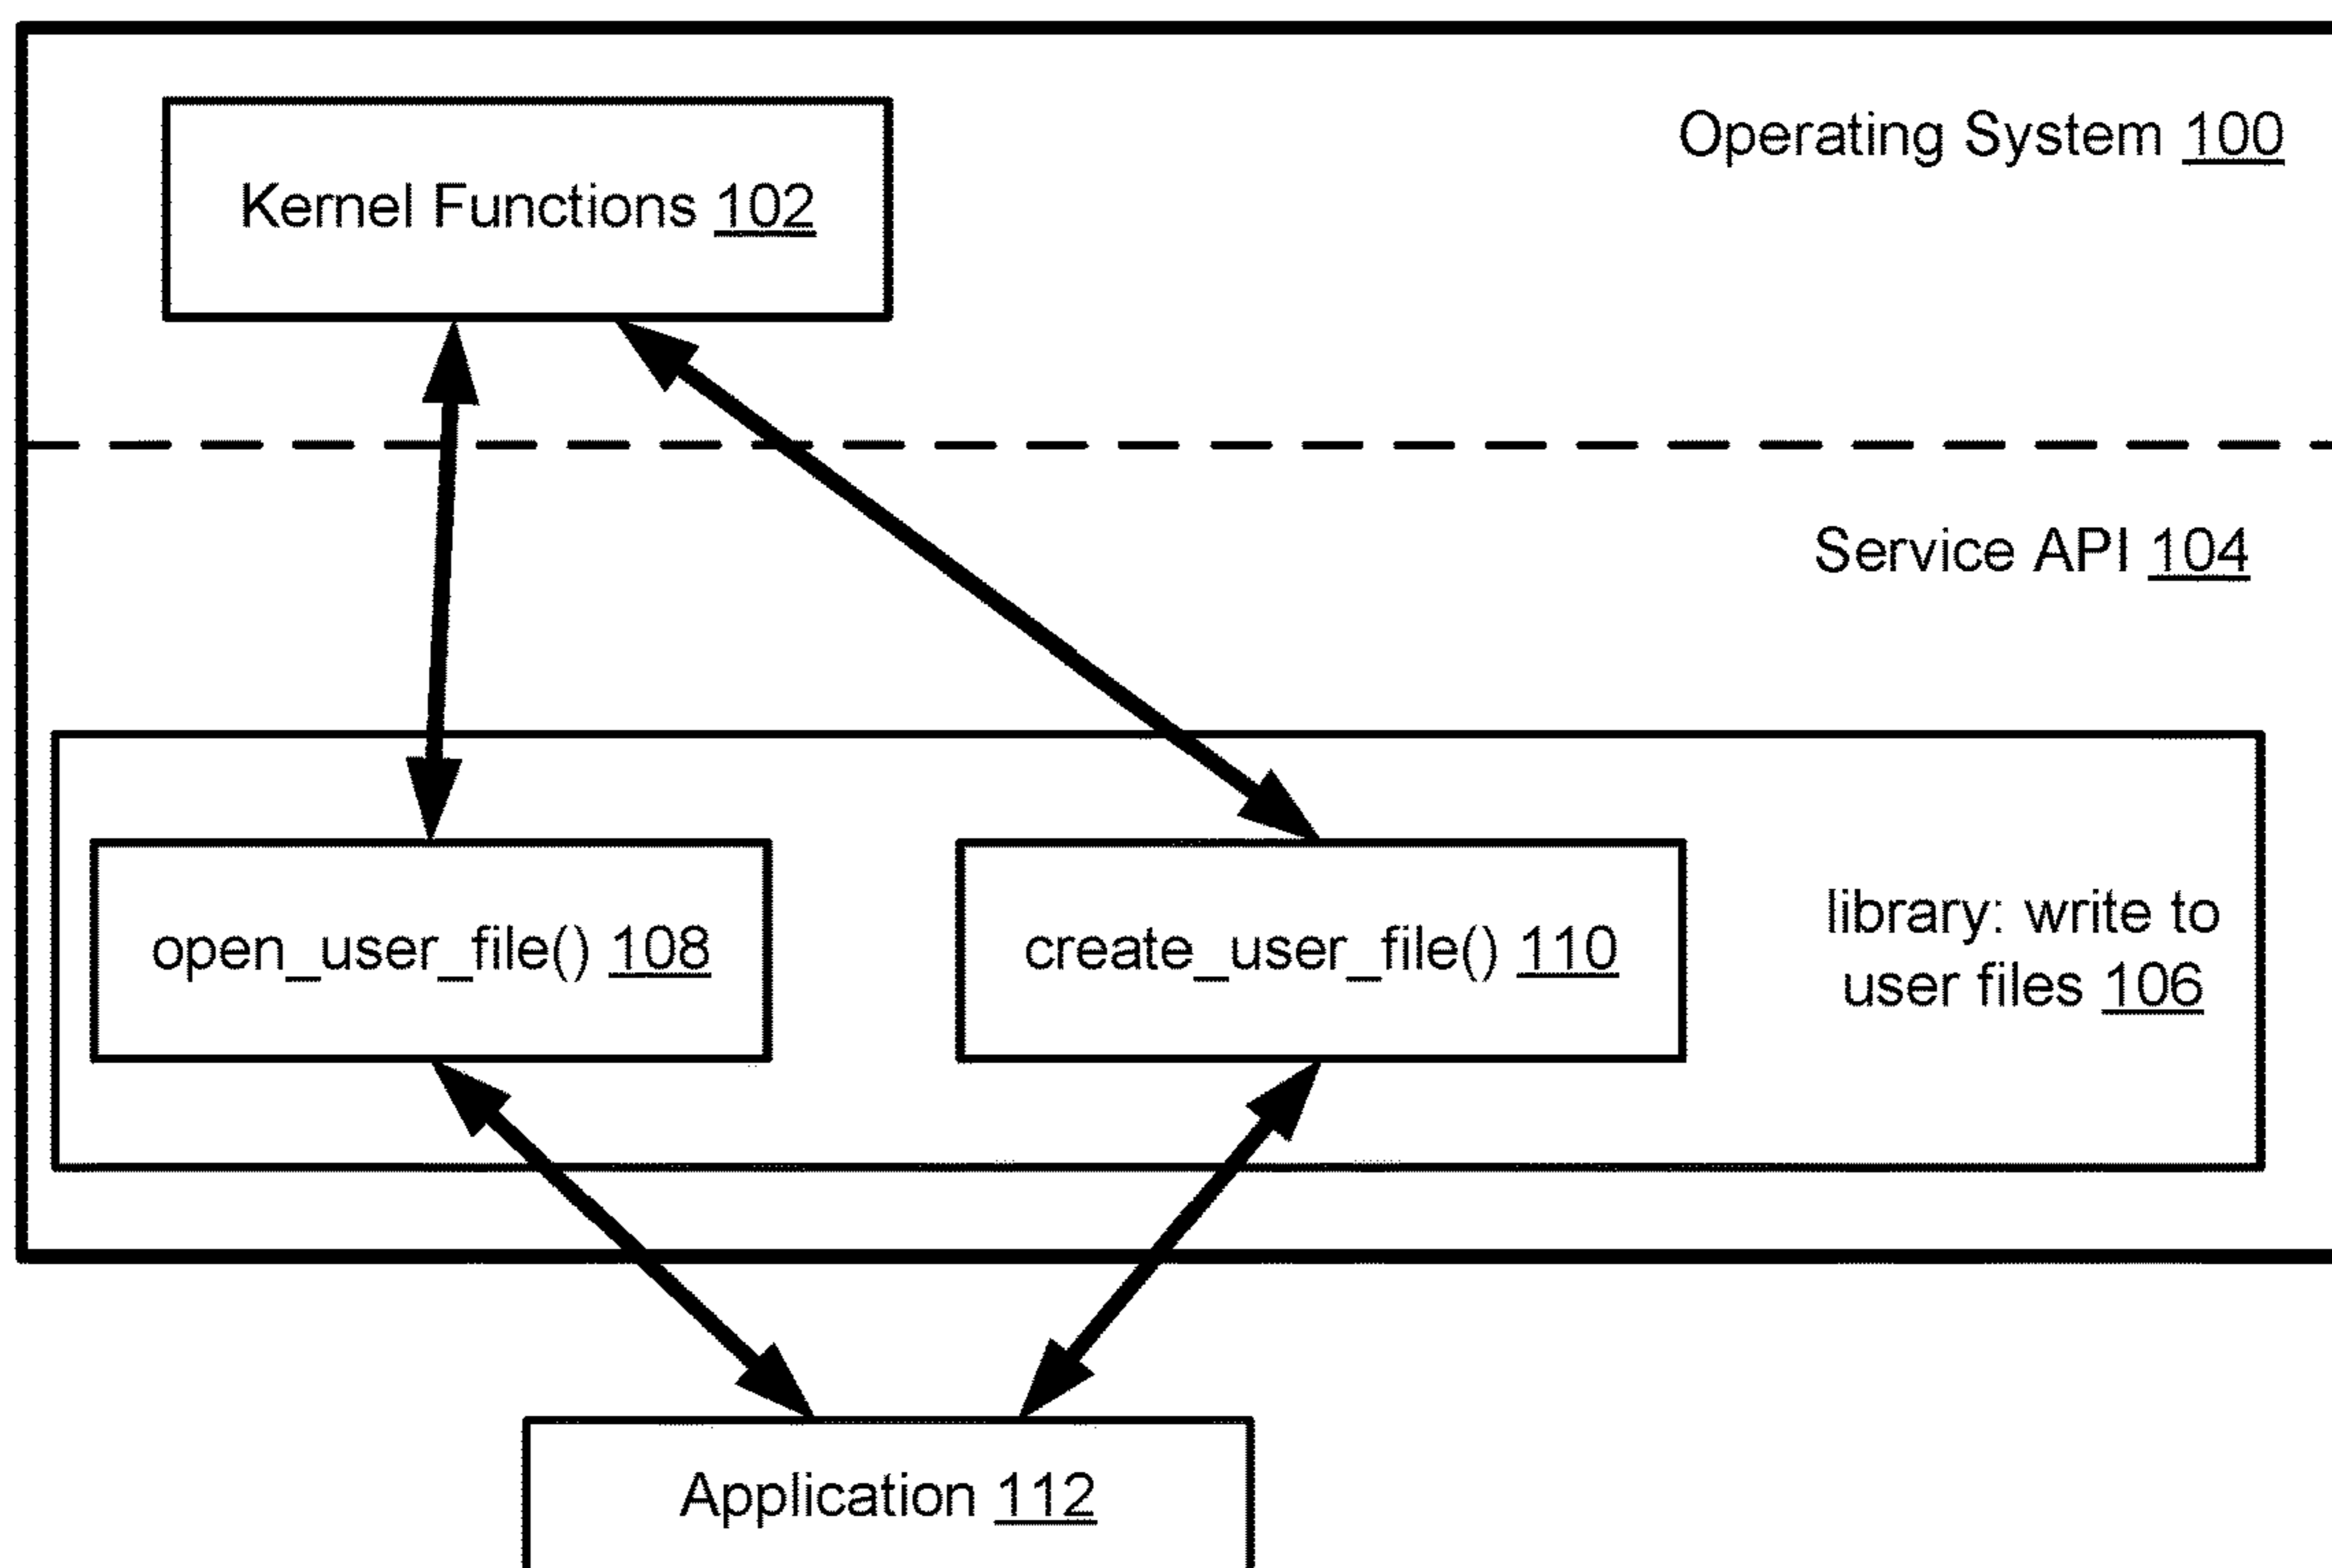 Operating System 100
Kernel Functions 102
Service API 104
open_user_file() 108
create_user_file() 110
library: write to
user files 106
Application 112